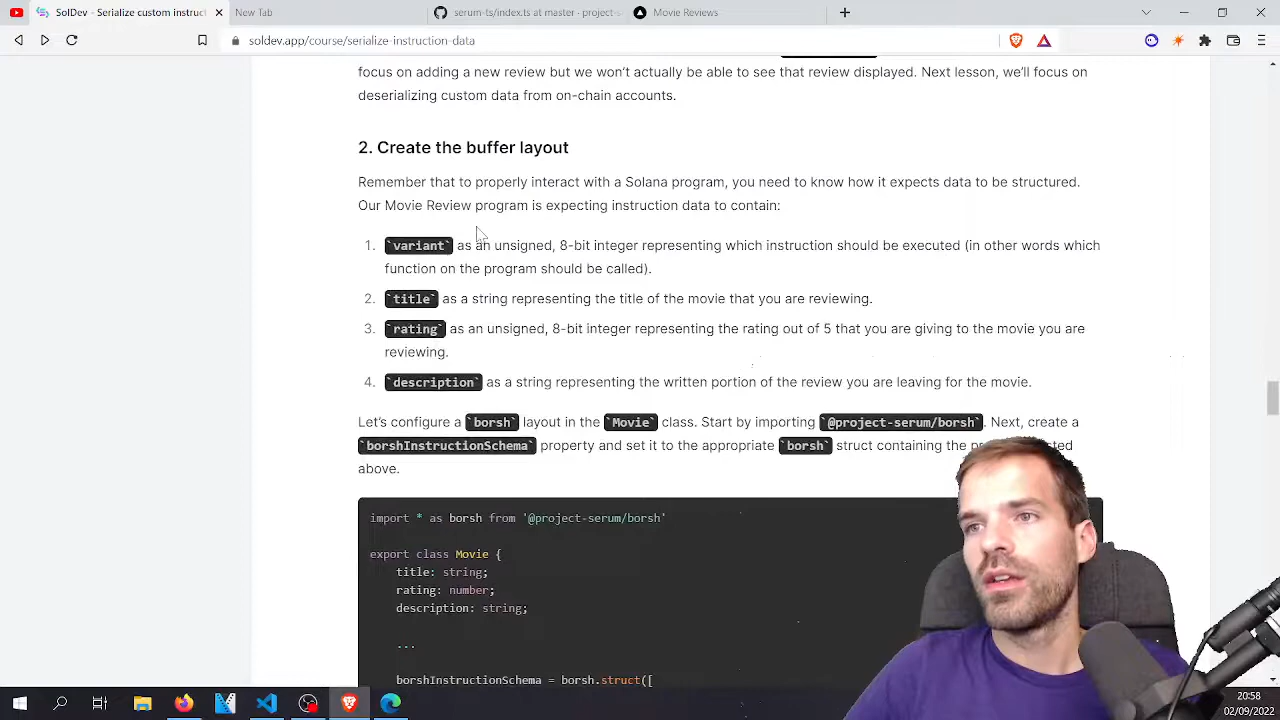 SolDev - Serialize custom instruct
New Tab
serum-ts/index.ts at master · project-s
Movie Reviews
soldev.app/course/serialize-instruction-data
focus on adding a new review but we won't actually be able to see that review displayed. Next lesson, we'll focus on
deserializing custom data from on-chain accounts.
2. Create the buffer layout
Remember that to properly interact with a Solana program, you need to know how it expects data to be structured.
Our Movie Review program is expecting instruction data to contain:
1. `variant` as an unsigned, 8-bit integer representing which instruction should be executed (in other words which
function on the program should be called).
2. `title` as a string representing the title of the movie that you are reviewing.
3. `rating` as an unsigned, 8-bit integer representing the rating out of 5 that you are giving to the movie you are
reviewing.
4. `description` as a string representing the written portion of the review you are leaving for the movie.
Let's configure a `borsh` layout in the `Movie` class. Start by importing `@project-serum/borsh`. Next, create a
`borshInstructionSchema` property and set it to the appropriate `borsh` struct containing the
above.
import * as borsh from '@project-serum/borsh'
export class Movie {
title: string;
rating: number;
description: string;
...
borshInstructionSchema = borsh.struct([
20:58
02/09/2022